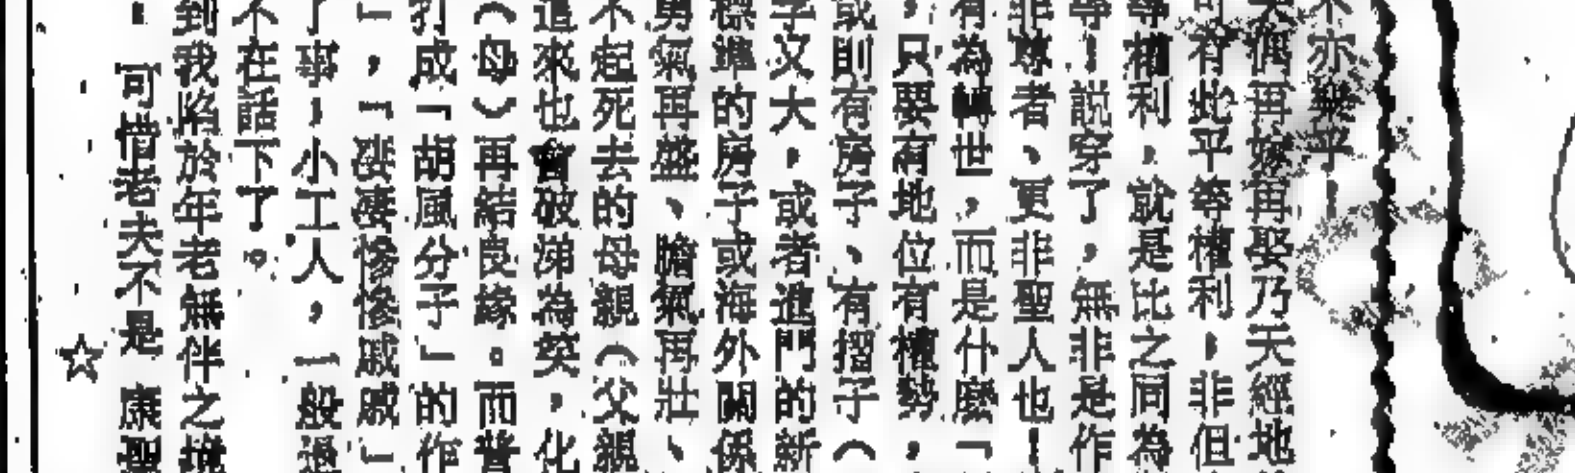 不亦樂乎！
夫偶再嫁再娶乃天經地
可有此平等權利，非但
等權利，就是比之同為
等！說穿了，無非是作
非尊者、更非聖人也！
有為轉世，而是什麼「
，只要有地位有權勢，
或則有房子、有摺子（
字又大，或者進門的新
標準的房子或海外關係
勇氣再盛、膽氣再壯、
不起死去的母親（父親
這來也會破涕為笑，化
（母）再結良緣。而昔
打成「胡風分子」的作
」，「淒淒慘慘戚戚」
了事！小工人，一般過
不在話下了。
到我陷於年老無伴之境
。可惜老夫不是康聖
☆